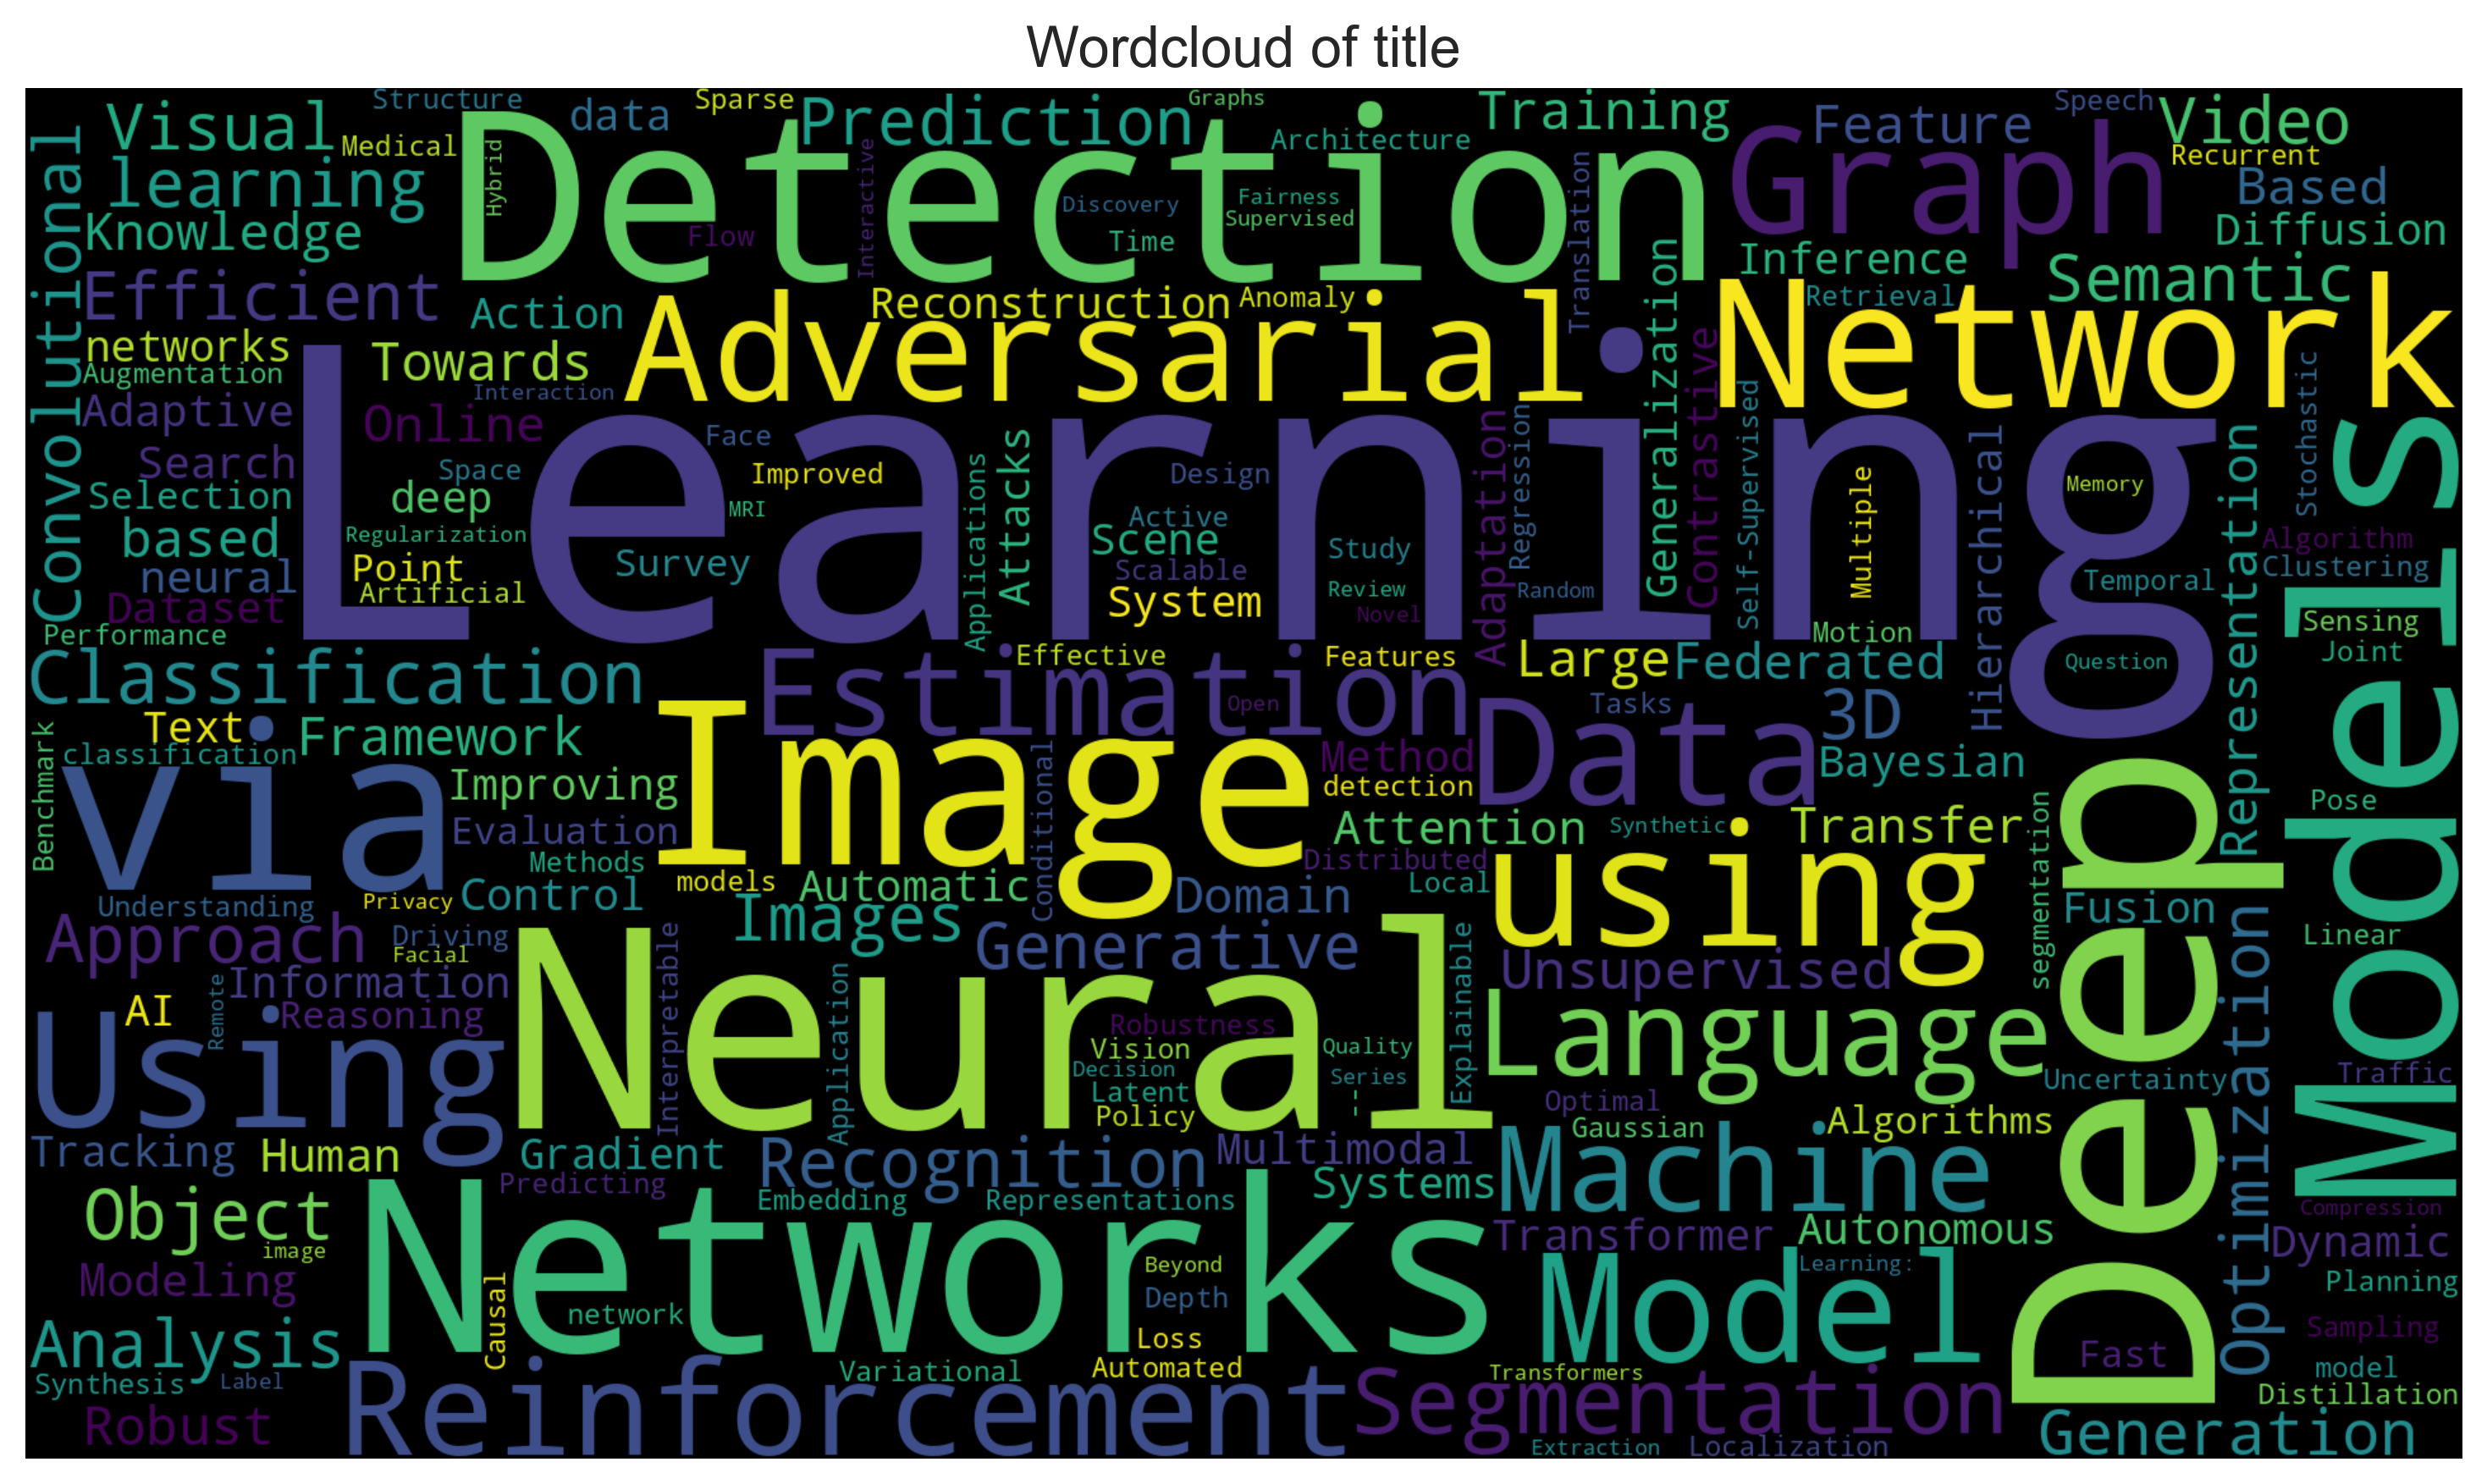 Wordcloud of title
Structure
data
Sparse
Prediction
Graphs
Training
Feature
Speech
Video
Visual
Medical
Hybrid
Detection
Architecture
Graph
Recurrent
learning
Interactive
Discovery
Fairness
Supervised
Translation
Based
Knowledge
Flow
Time
Diffusion
Convolutional
Efficient
Action
Reconstruction
Anomaly
Generalization
Inference
Retrieval
Semantic
networks
Towards
Adversarial
Network
Augmentation
Interaction
Contrastive
Self-Supervised
Stochastic
Adaptive
Online
Face
Learning
Regression
Adaptation
Hierarchical
Representation
Models
Search
Space
Improved
Applications
Attacks
Design
Multiple
Memory
Selection
deep
MRI
Active
Regularization
based
Survey
Scene
Study
Algorithm
neural
Point
Scalable
Clustering
Temporal
Artificial
System
Review
Random
Dataset
Novel
Performance
Motion
Sensing
Classification
Estimation
Effective
Features
Large
Federated
Question
Joint
Text
Framework
Image
Open
Data
Tasks
3D
Benchmark
classification
via
Improving
Conditional
Method
detection
Bayesian
Deep
Pose
Evaluation
Attention
Synthetic
using
Transfer
segmentation
Methods
models
Automatic
Distributed
Local
Understanding
Privacy
Control
Images
Domain
Fusion
Optimization
Approach
Driving
Facial
Neural
Generative
Explainable
Unsupervised
Linear
Information
Interpretable
Application
AI
Remote
Reasoning
Robustness
Language
Using
Vision
Quality
Decision
Series
Latent
--
Policy
Uncertainty
Traffic
Optimal
Gaussian
Algorithms
Machine
Tracking
Human
Gradient
Recognition
Multimodal
Predicting
Embedding
Representations
Systems
Object
image
Networks
Transformer
Autonomous
Compression
Dynamic
Modeling
Causal
network
Beyond
Depth
Model
Learning:
Planning
Analysis
Loss
Sampling
Fast
Synthesis
Label
Reinforcement
Variational
Automated
Transformers
Segmentation
model
Distillation
Robust
Extraction
Localization
Generation